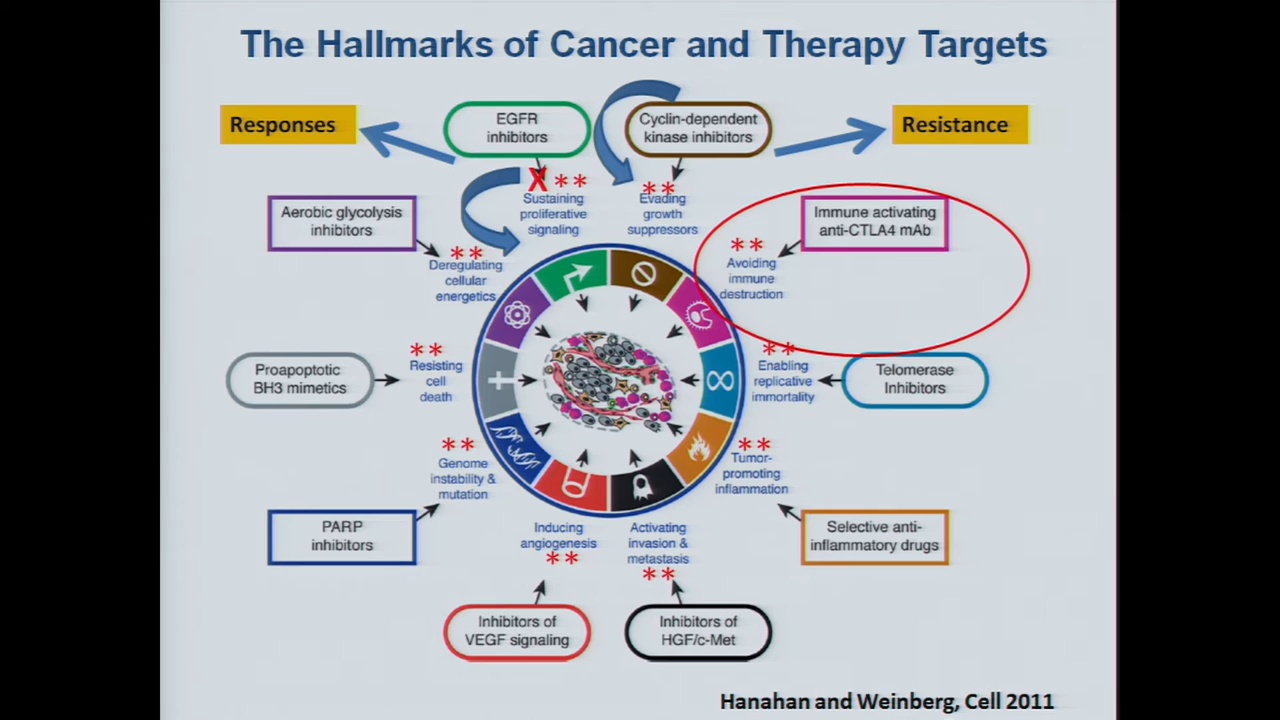 The Hallmarks of Cancer and Therapy Targets
Responses
EGFR
inhibitors
Cyclin-dependent
kinase inhibitors
Resistance
X **
Sustaining
proliferative
signaling
**
Evading
growth
suppressors
Aerobic glycolysis
inhibitors
**
Deregulating
cellular
energetics
Immune activating
anti-CTLA4 mAb
**
Avoiding
immune
destruction
Proapoptotic
BH3 mimetics
**
Resisting
cell
death
**
Enabling
replicative
immortality
Telomerase
Inhibitors
**
Genome
instability &
mutation
**
Tumor-
promoting
inflammation
PARP
inhibitors
Inducing
angiogenesis
**
Activating
invasion &
metastasis
**
Selective anti-
inflammatory drugs
Inhibitors of
VEGF signaling
Inhibitors of
HGF/c-Met
Hanahan and Weinberg, Cell 2011